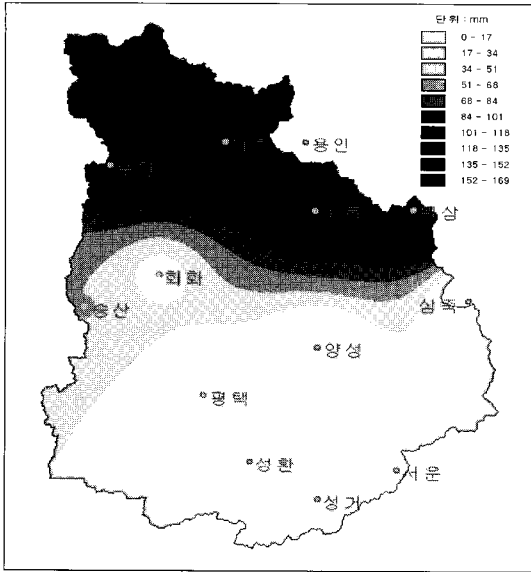 단위 : mm
0 - 17
17 - 34
34 - 51
51 - 68
68 - 84
84 - 101
101 - 118
118 - 135
135 - 152
152 - 169
용인
회화
송산
삼죽
양성
평택
성환
서운
성거